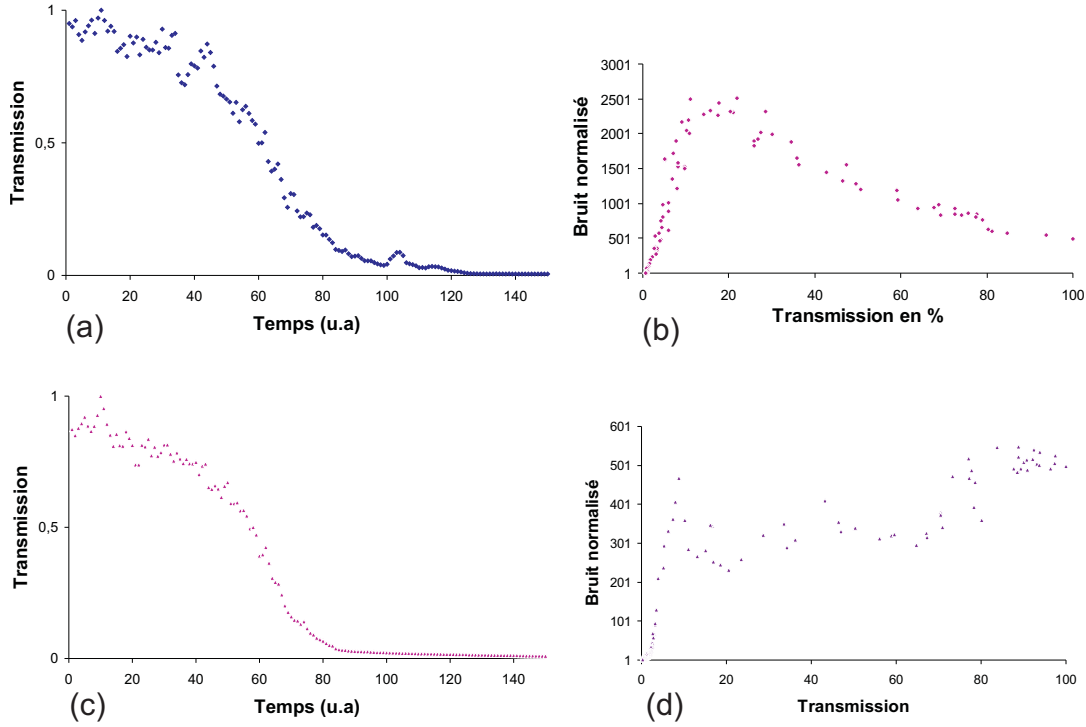 1
0,5
0
Transmission
0 20 40 60 80 100 120 140
Temps (u.a)
(a)
3001
2501
2001
1501
1001
501
1
Bruit normalisé
0 20 40 60 80 100
Transmission en %
(b)
1
0,5
0
Transmission
0 20 40 60 80 100 120 140
Temps (u.a)
(c)
601
501
401
301
201
101
1
Bruit normalisé
0 20 40 60 80 100
Transmission
(d)